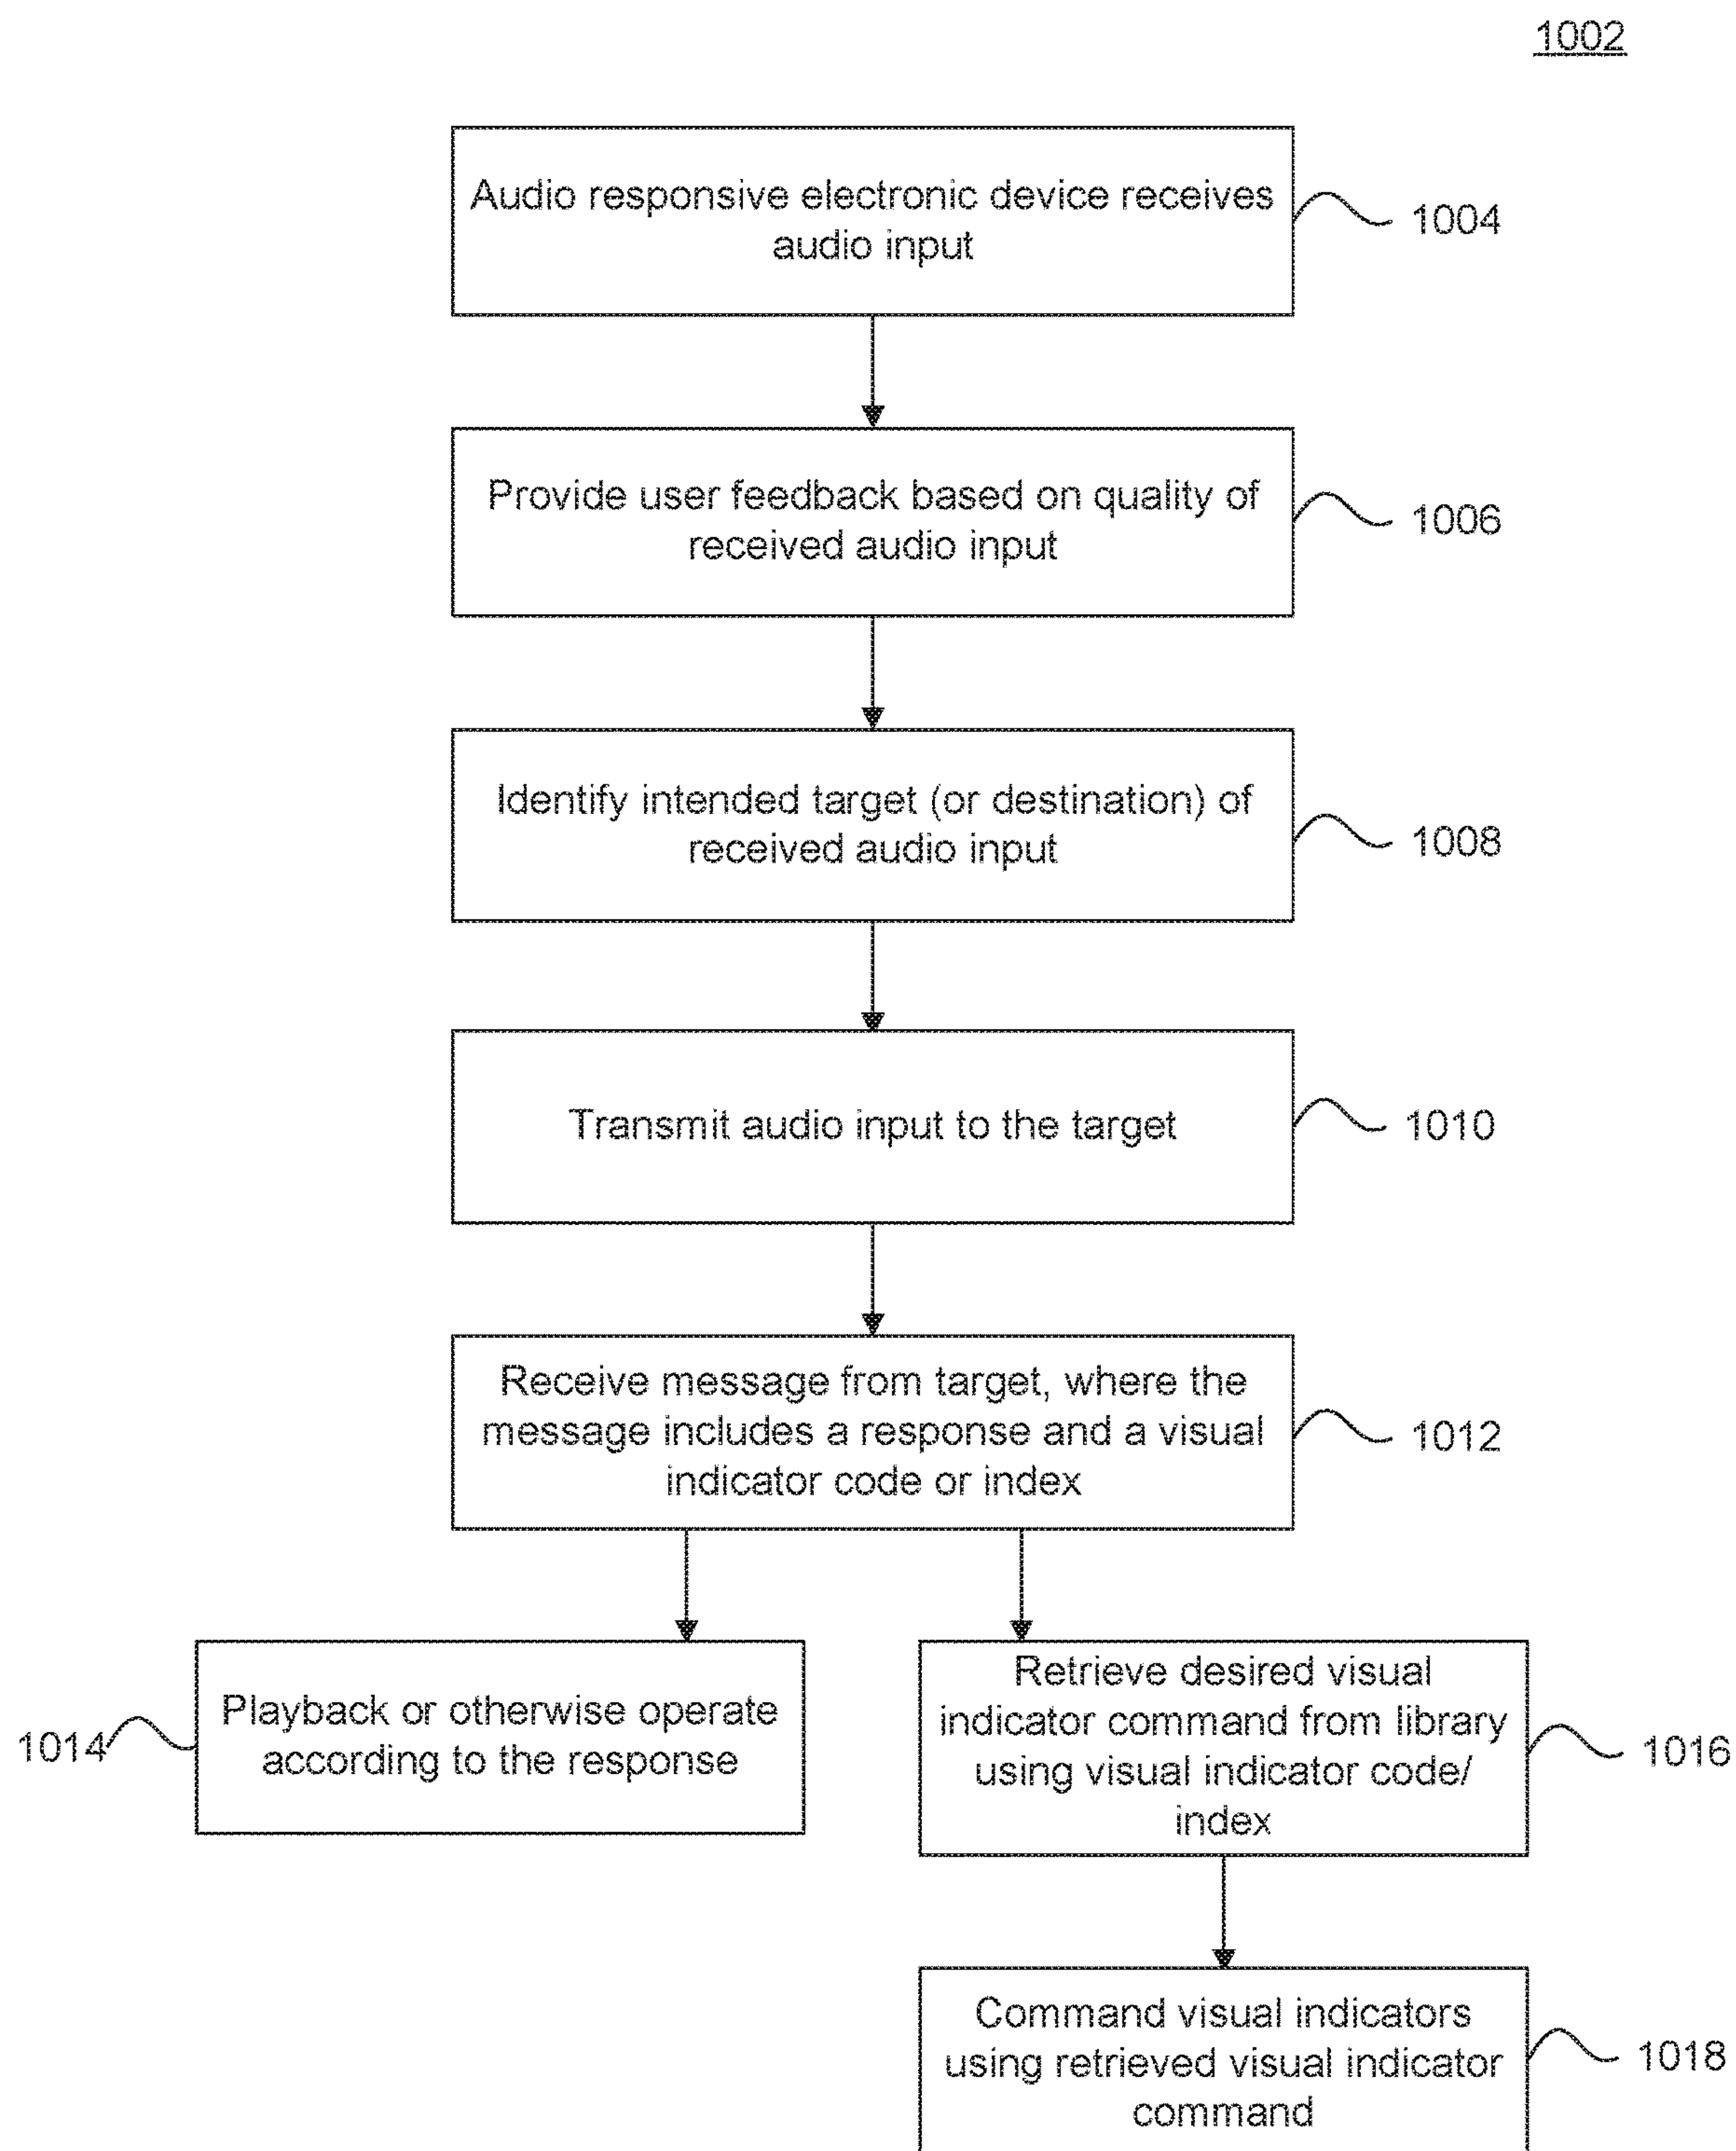 1002
Audio responsive electronic device receives
audio input
1004
Provide user feedback based on quality of
received audio input
1006
Identify intended target (or destination) of
received audio input
1008
Transmit audio input to the target
1010
Receive message from target, where the
message includes a response and a visual
indicator code or index
1012
Playback or otherwise operate
according to the response
1014
Retrieve desired visual
indicator command from library
using visual indicator code/
index
1016
Command visual indicators
using retrieved visual indicator
command
1018